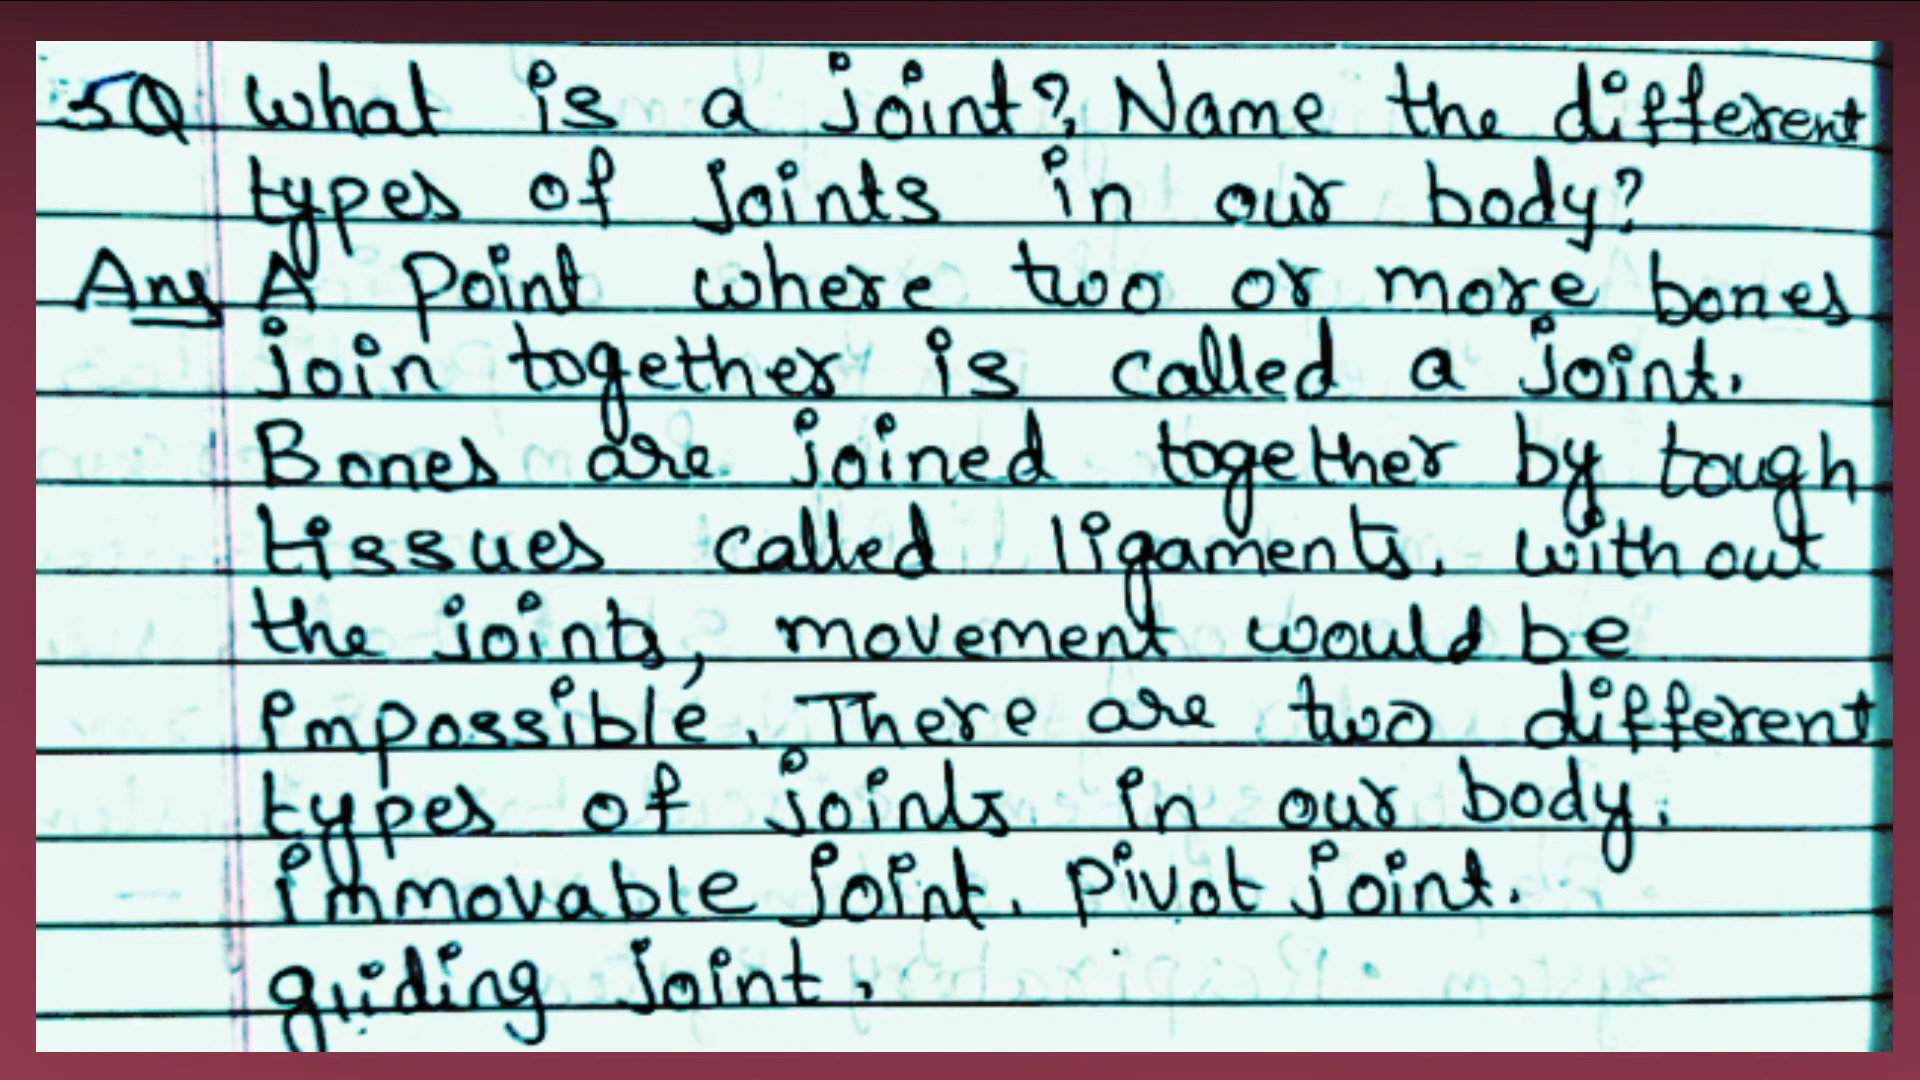 5Q What is a joint?, Name the different
types of joints in our body?
Ans A Point where two or more bones
join together is called a joint.
Bones are joined together by tough
tissues called ligaments. without
the joints, movement would be
impossible. There are two different
types of joints in our body.
immovable joint. Pivot joint.
gliding joint.